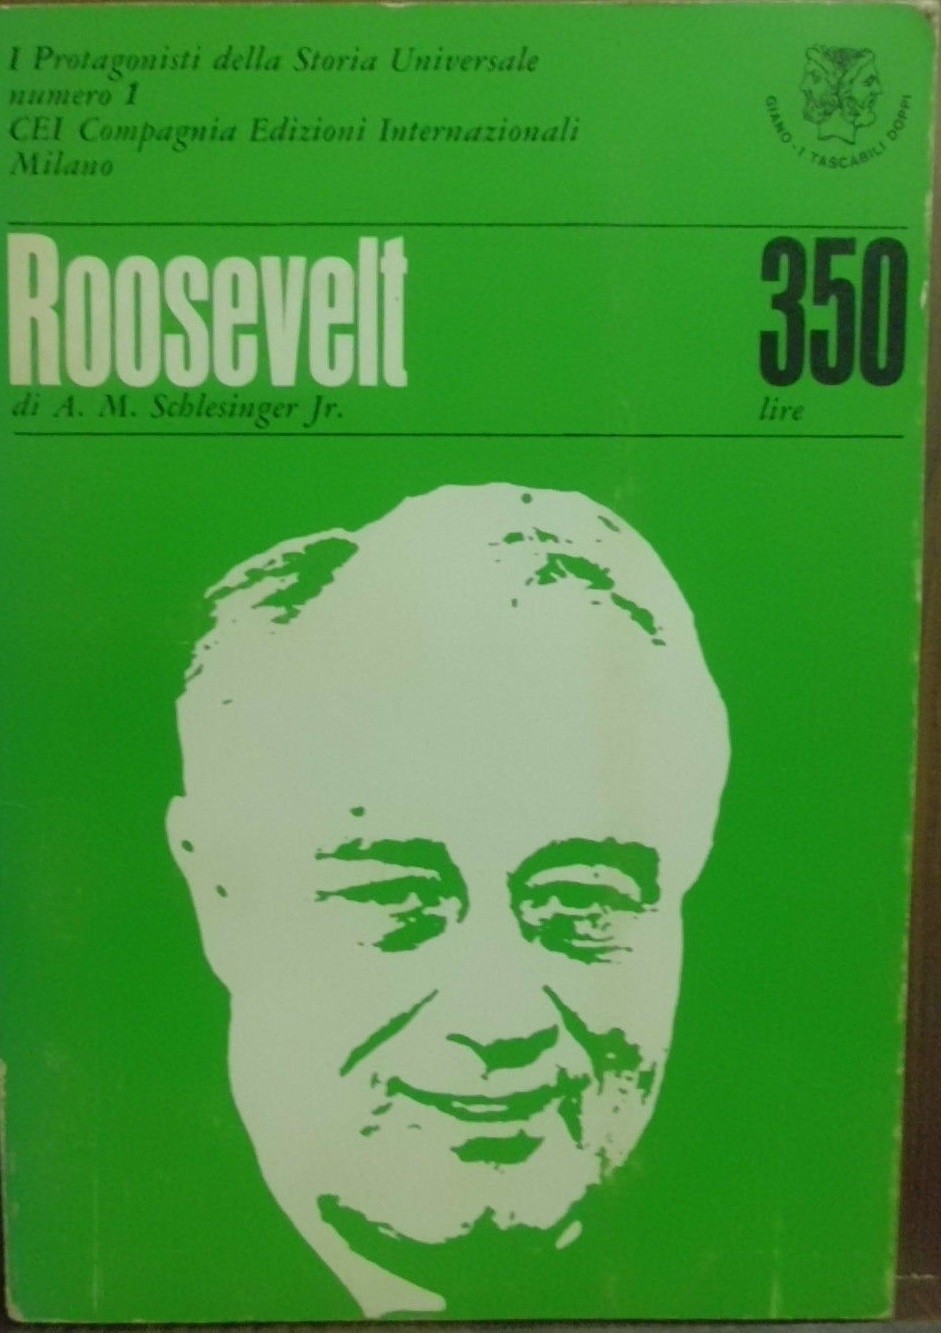 I Protagonisti della Storia Universale
numero 1
CEI Compagnia Edizioni Internazionali
Milano
GIANO - I TASCABILI DOPPI
Roosevelt
350
di A. M. Schlesinger Jr.
lire